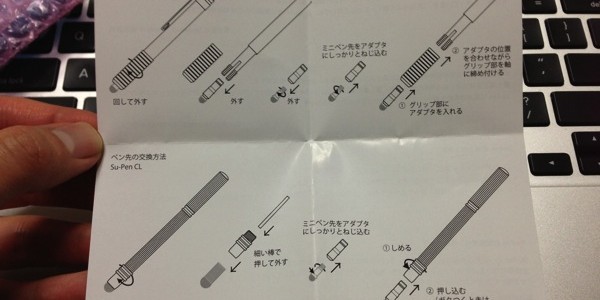 回して外す
外す
外す
ミニペン先をアダプタ
にしっかりとねじ込む
① グリップ部に
アダプタを入れる
② アダプタの位置
を合わせながら
グリップ部を軸
に締め付ける
ペン先の交換方法
Su-Pen CL
細い棒で
押して外す
ミニペン先をアダプタ
にしっかりとねじ込む
①しめる
② 押し込む